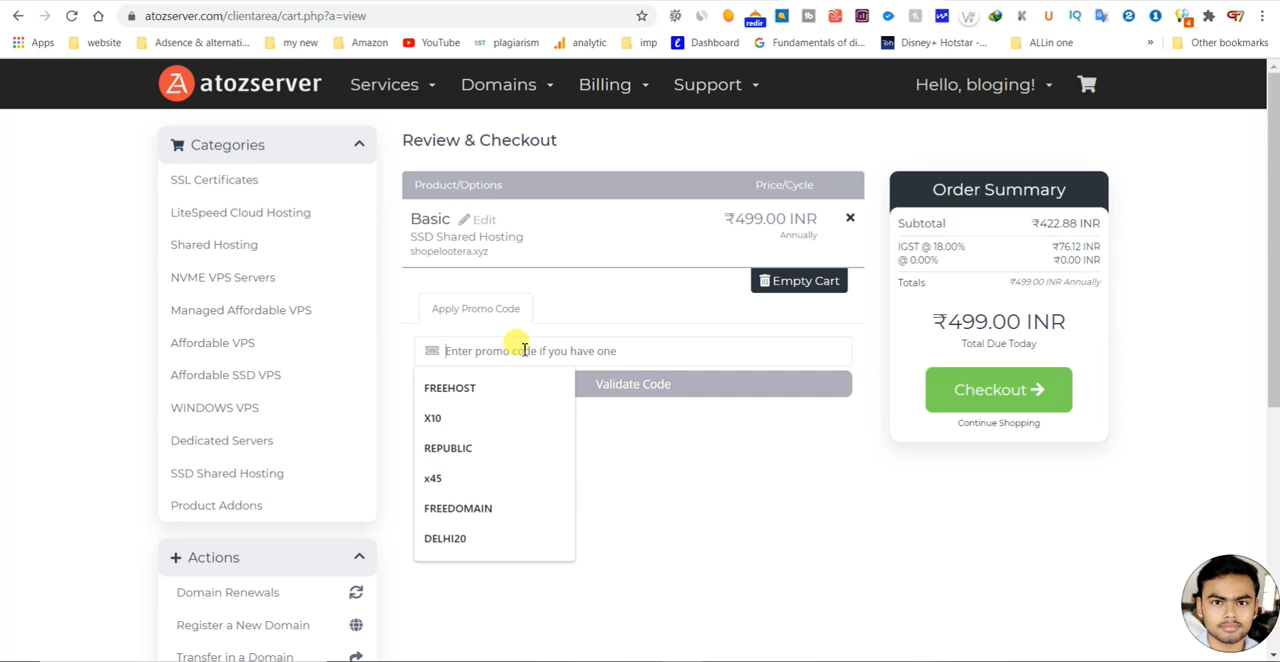 atozserver.com/clientarea/cart.php?a=view
redir
4
Apps
website
Adsence & alternati...
my new
Amazon
YouTube
SST plagiarism
analytic
imp
Dashboard
Fundamentals of di...
Disney+ Hotstar -...
ALLin one
»
Other bookmarks
atozserver
Services
Domains
Billing
Support
Hello, bloging!
Categories
SSL Certificates
LiteSpeed Cloud Hosting
Shared Hosting
NVME VPS Servers
Managed Affordable VPS
Affordable VPS
Affordable SSD VPS
WINDOWS VPS
Dedicated Servers
SSD Shared Hosting
Product Addons
Actions
Domain Renewals
Register a New Domain
Transfer in a Domain
Review & Checkout
Product/Options Price/Cycle
Basic Edit ₹499.00 INR
SSD Shared Hosting Annually
shopelootera.xyz
Empty Cart
Apply Promo Code
Enter promo code if you have one
Validate Code
FREEHOST
X10
REPUBLIC
x45
FREEDOMAIN
DELHI20
Order Summary
Subtotal ₹422.88 INR
IGST @ 18.00% ₹76.12 INR
@ 0.00% ₹0.00 INR
Totals ₹499.00 INR Annually
₹499.00 INR
Total Due Today
Checkout
Continue Shopping